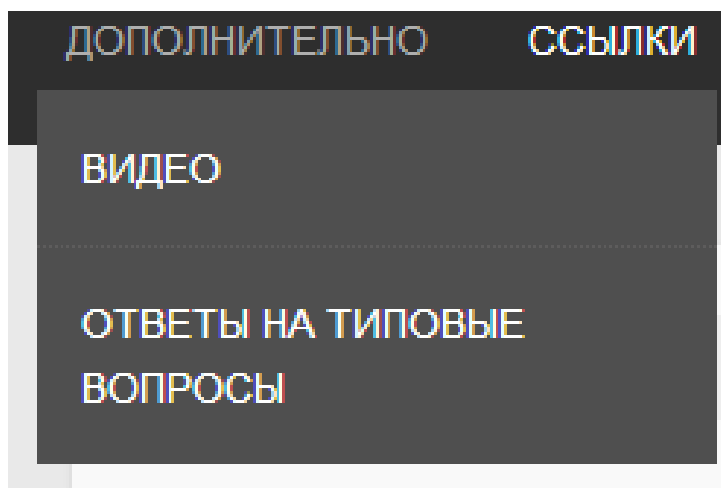 ДОПОЛНИТЕЛЬНО ССЫЛКИ
ВИДЕО
ОТВЕТЫ НА ТИПОВЫЕ
ВОПРОСЫ